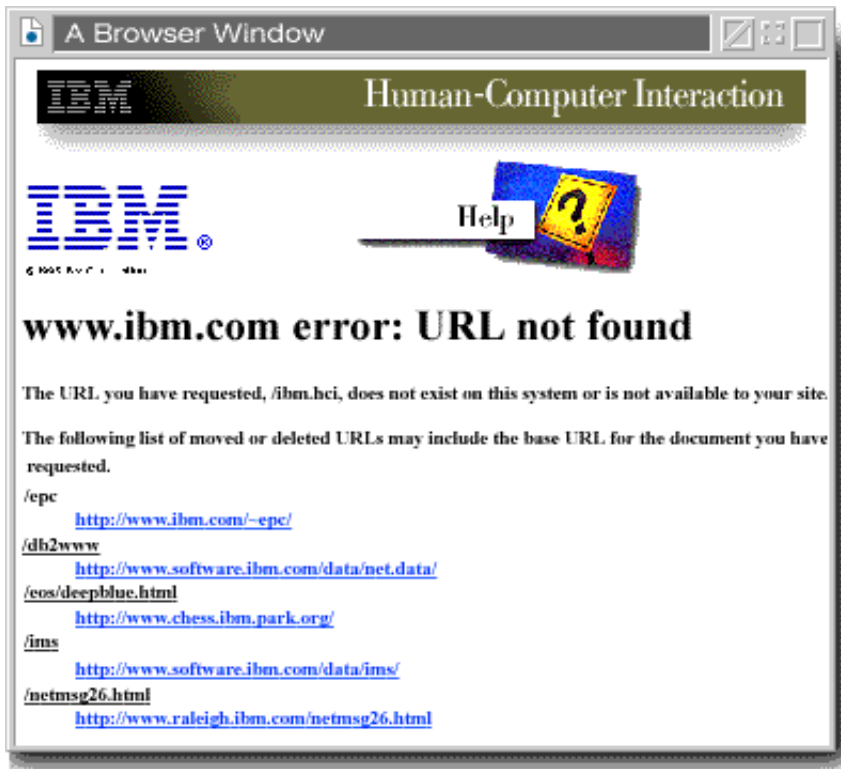 A Browser Window
IBM Human-Computer Interaction
IBM®
Help
?
www.ibm.com error: URL not found
The URL you have requested, /ibm.hci, does not exist on this system or is not available to your site.
The following list of moved or deleted URLs may include the base URL for the document you have
requested.
/epc
http://www.ibm.com/~epc/
/db2www
http://www.software.ibm.com/data/net.data/
/eos/deepblue.html
http://www.chess.ibm.park.org/
/ims
http://www.software.ibm.com/data/ims/
/netmsg26.html
http://www.raleigh.ibm.com/netmsg26.html